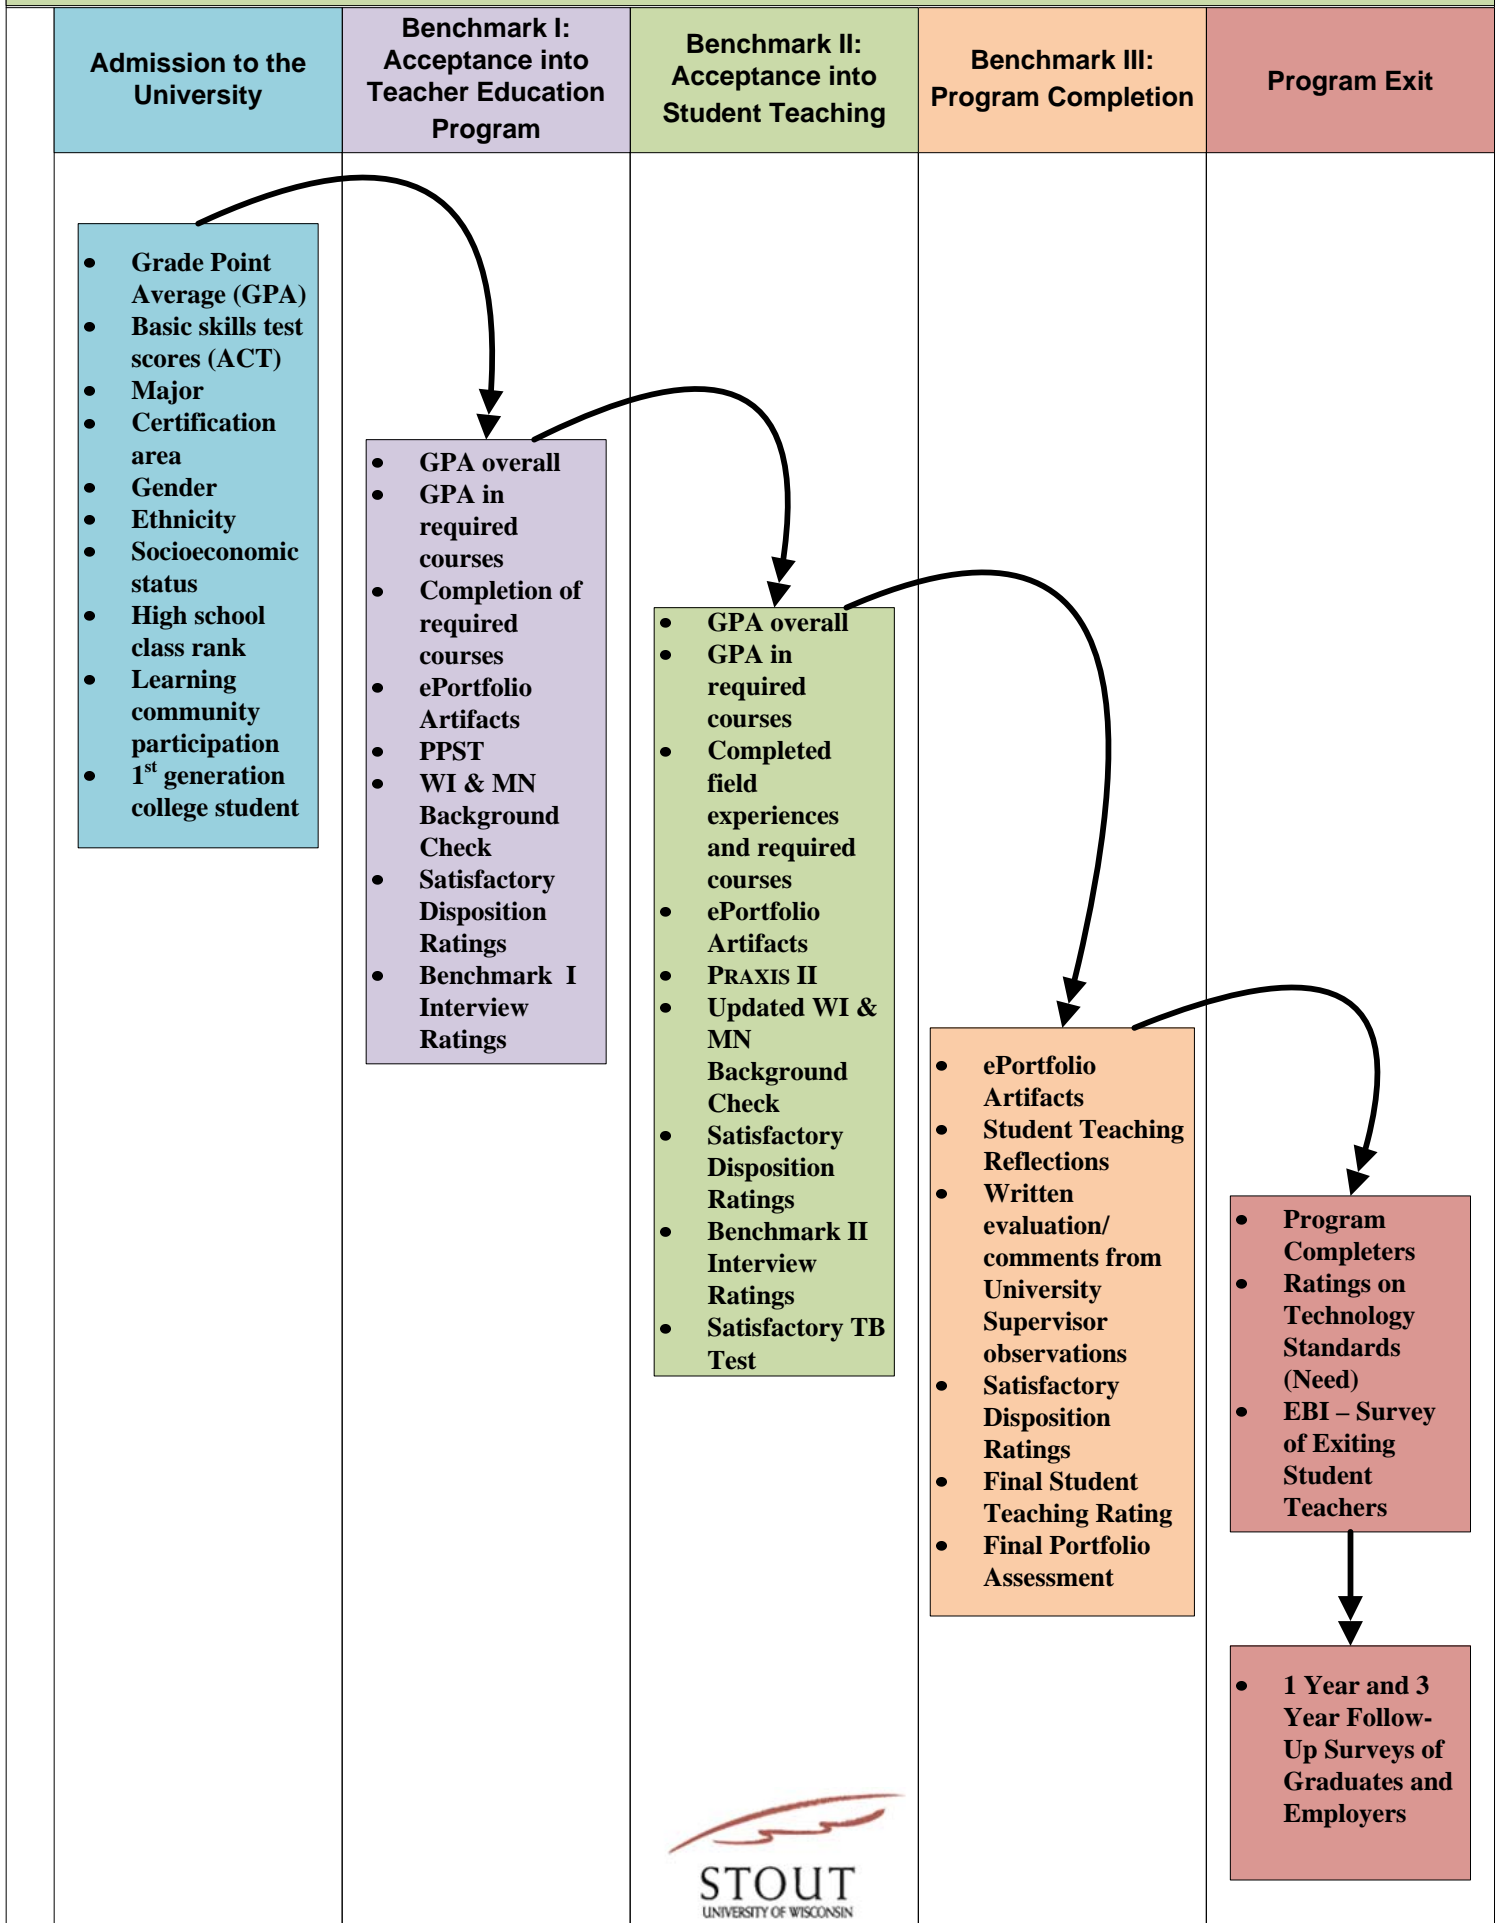 Admission to the
University
Benchmark I:
Acceptance into
Teacher Education
Program
Benchmark II:
Acceptance into
Student Teaching
Benchmark III:
Program Completion
Program Exit
• Grade Point
Average (GPA)
• Basic skills test
scores (ACT)
• Major
• Certification
area
• Gender
• Ethnicity
• Socioeconomic
status
• High school
class rank
• Learning
community
participation
• 1st generation
college student
• GPA overall
• GPA in
required
courses
• Completion of
required
courses
• ePortfolio
Artifacts
• PPST
• WI & MN
Background
Check
• Satisfactory
Disposition
Ratings
• Benchmark I
Interview
Ratings
• GPA overall
• GPA in
required
courses
• Completed
field
experiences
and required
courses
• ePortfolio
Artifacts
• PRAXIS II
• Updated WI &
MN
Background
Check
• Satisfactory
Disposition
Ratings
• Benchmark II
Interview
Ratings
• Satisfactory TB
Test
• ePortfolio
Artifacts
• Student Teaching
Reflections
• Written
evaluation/
comments from
University
Supervisor
observations
• Satisfactory
Disposition
Ratings
• Final Student
Teaching Rating
• Final Portfolio
Assessment
• Program
Completers
• Ratings on
Technology
Standards
(Need)
• EBI – Survey
of Exiting
Student
Teachers
• 1 Year and 3
Year Follow-
Up Surveys of
Graduates and
Employers
STOUT
UNIVERSITY OF WISCONSIN